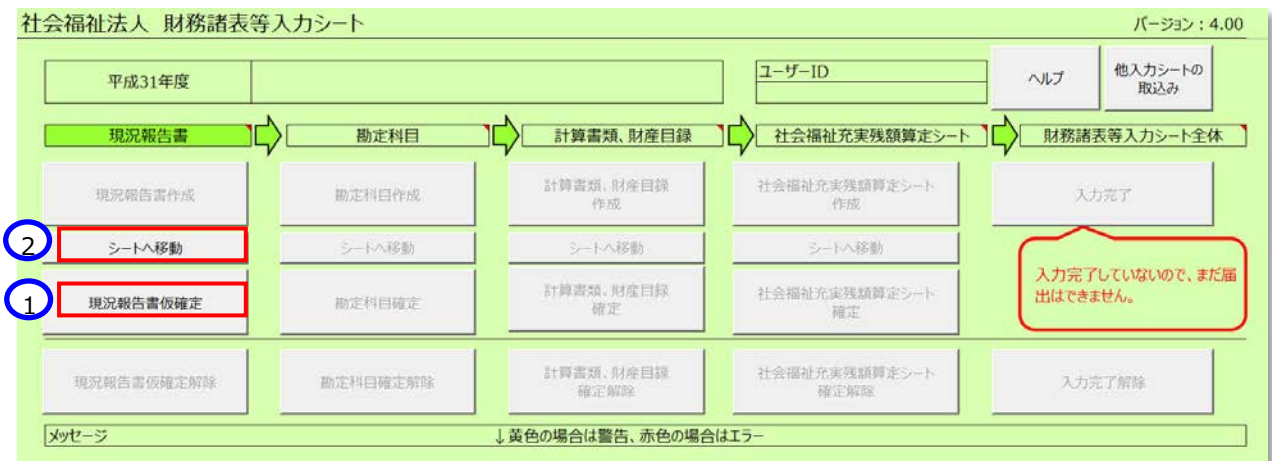 社会福祉法人 財務諸表等入力シート
バージョン：4.00
平成31年度
ユーザーID
ヘルプ
他入力シートの
取込み
現況報告書
勘定科目
計算書類、財産目録
社会福祉充実残額算定シート
財務諸表等入力シート全体
現況報告書作成
勘定科目作成
計算書類、財産目録
作成
社会福祉充実残額算定シート
作成
入力完了
2
シートへ移動
シートへ移動
シートへ移動
シートへ移動
入力完了していないので、まだ届
出はできません。
1
現況報告書仮確定
勘定科目確定
計算書類、財産目録
確定
社会福祉充実残額算定シート
確定
現況報告書仮確定解除
勘定科目確定解除
計算書類、財産目録
確定解除
社会福祉充実残額算定シート
確定解除
入力完了解除
メッセージ
↓黄色の場合は警告、赤色の場合はエラー